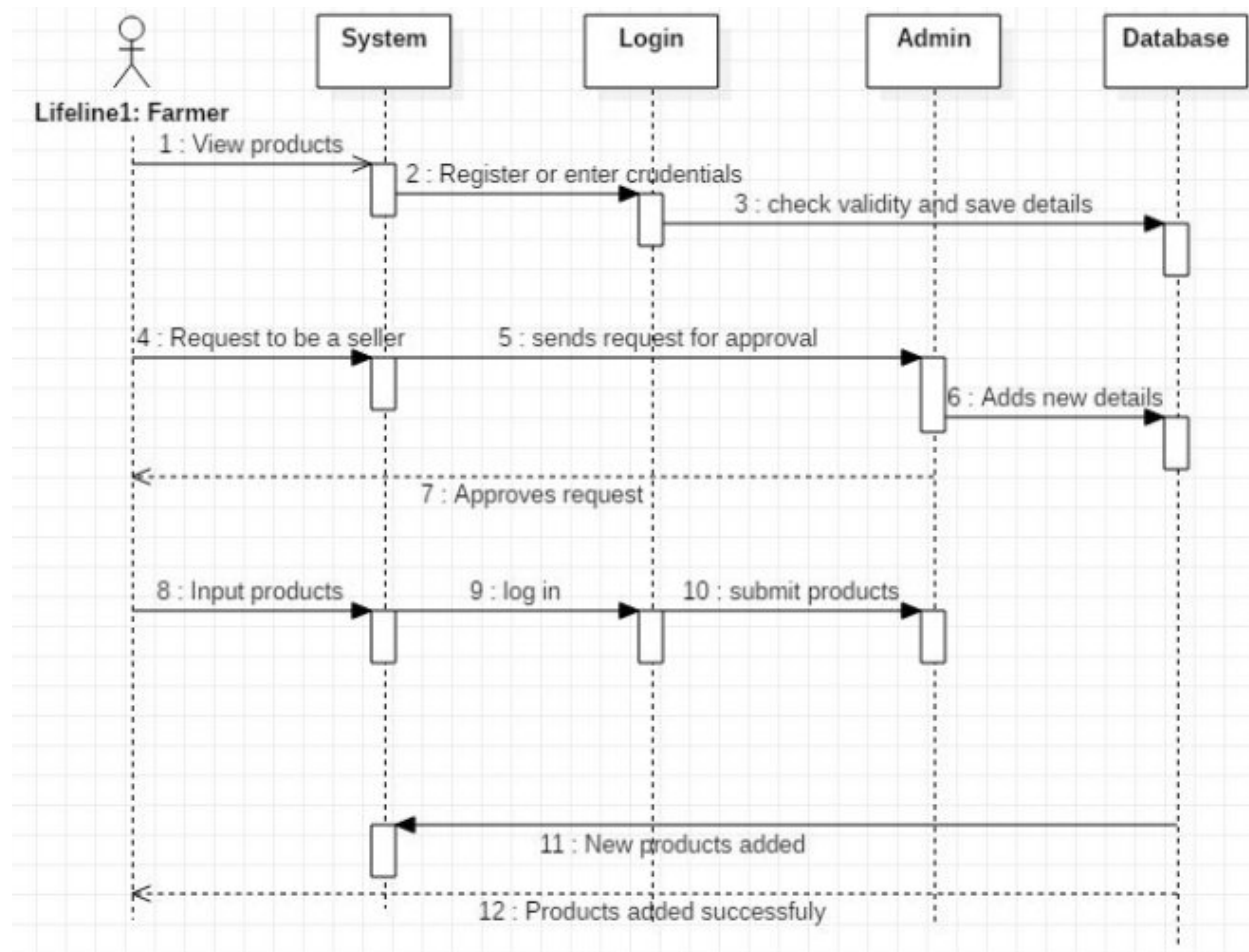 System
Login
Admin
Database
Lifeline1: Farmer
1 : View products
2 : Register or enter crudentials
3 : check validity and save details
4 : Request to be a seller
5 : sends request for approval
6 : Adds new details
7 : Approves request
8 : Input products
9 : log in
10 : submit products
11 : New products added
12 : Products added successfuly